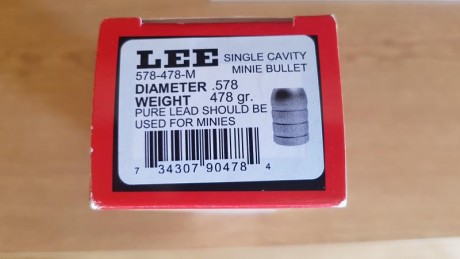 LEE SINGLE CAVITY
578-478-M MINIE BULLET
DIAMETER .578
WEIGHT 478 gr.
PURE LEAD SHOULD BE
USED FOR MINIES
7 34307 90478 4